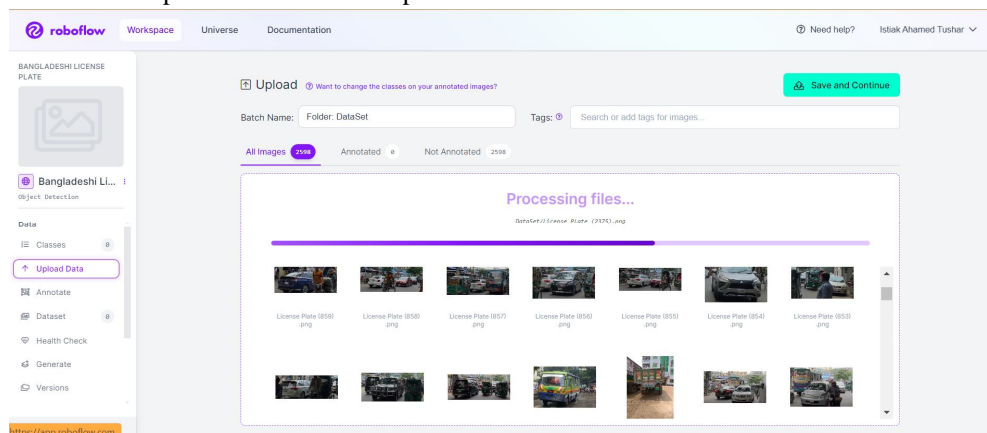 roboflow
Workspace
Universe
Documentation
Need help?
Istiak Ahamed Tushar
BANGLADESHI LICENSE
PLATE
Bangladeshi Li...
Object Detection
Data
Classes 0
Upload Data
Annotate
Dataset 0
Health Check
Generate
Versions
https://app.roboflow.com
Upload
Want to change the classes on your annotated images?
Save and Continue
Batch Name: Folder: DataSet
Tags: Search or add tags for images...
All Images 2598
Annotated 0
Not Annotated 2598
Processing files...
DataSet/License Plate (2375).png
License Plate (859)
.png
License Plate (858)
.png
License Plate (857)
.png
License Plate (856)
.png
License Plate (855)
.png
License Plate (854)
.png
License Plate (853)
.png